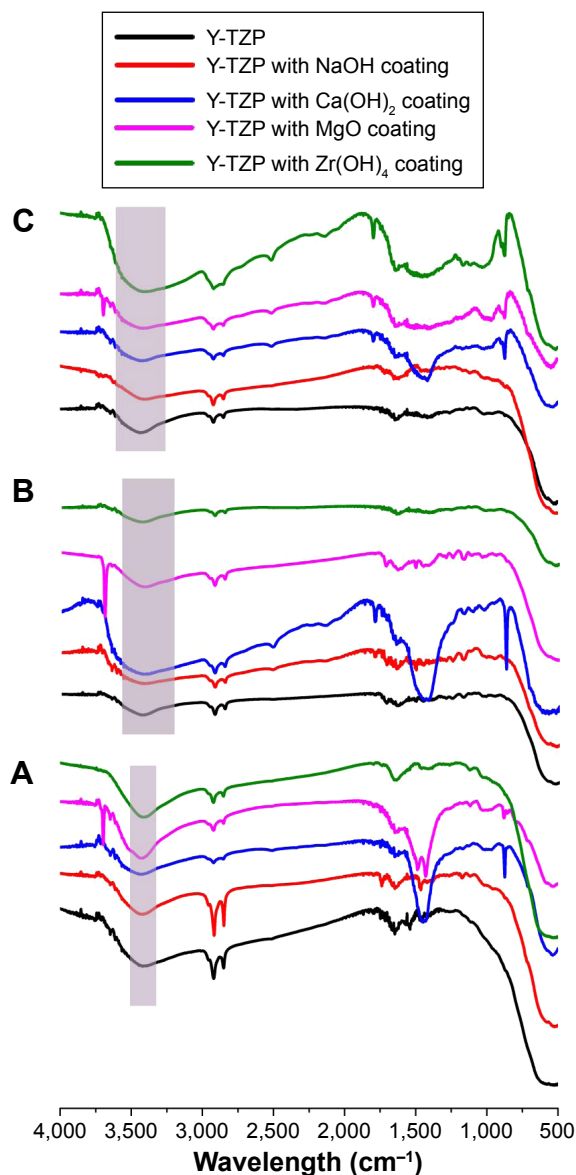 Y-TZP
Y-TZP with NaOH coating
Y-TZP with Ca(OH)₂ coating
Y-TZP with MgO coating
Y-TZP with Zr(OH)₄ coating
C
B
A
4,000 3,500 3,000 2,500 2,000 1,500 1,000 500
Wavelength (cm⁻¹)